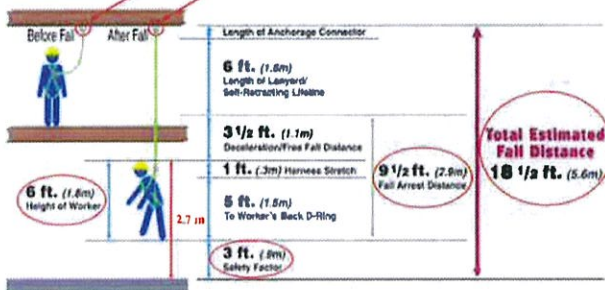 Before Fall
After Fall
Length of Anchorage Connector
6 ft. (1.8m)
Length of Lanyard/
Self-Retracting Lifeline
3 1/2 ft. (1.1m)
Deceleration/Free Fall Distance
1 ft. (.3m) Harness Stretch
5 ft. (1.5m)
To Worker's Back D-Ring
3 ft. (.9m)
Safety Factor
6 ft. (1.8m)
Height of Worker
2.7 m
9 1/2 ft. (2.9m)
Fall Arrest Distance
Total Estimated
Fall Distance
18 1/2 ft. (5.6m)